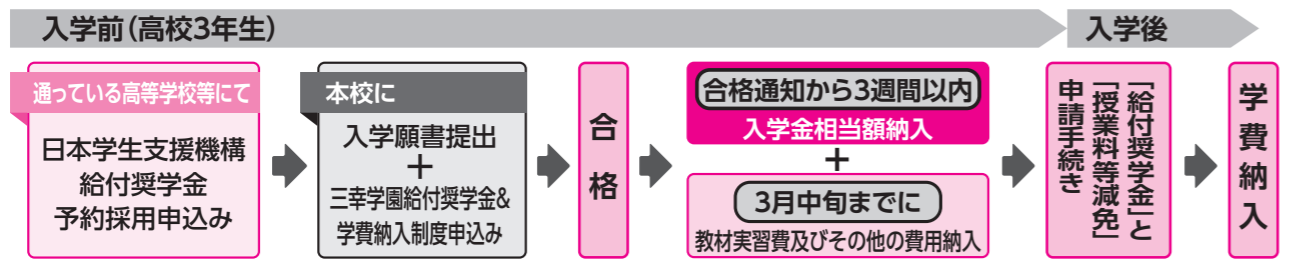 入学前（高校3年生）
入学後
通っている高等学校等にて
日本学生支援機構
給付奨学金
予約採用申込み
本校に
入学願書提出
＋
三幸学園給付奨学金&
学費納入制度申込み
合格
合格通知から3週間以内
入学金相当額納入
＋
3月中旬までに
教材実習費及びその他の費用納入
「給付奨学金」と
「授業料等減免」
申請手続き
学費納入